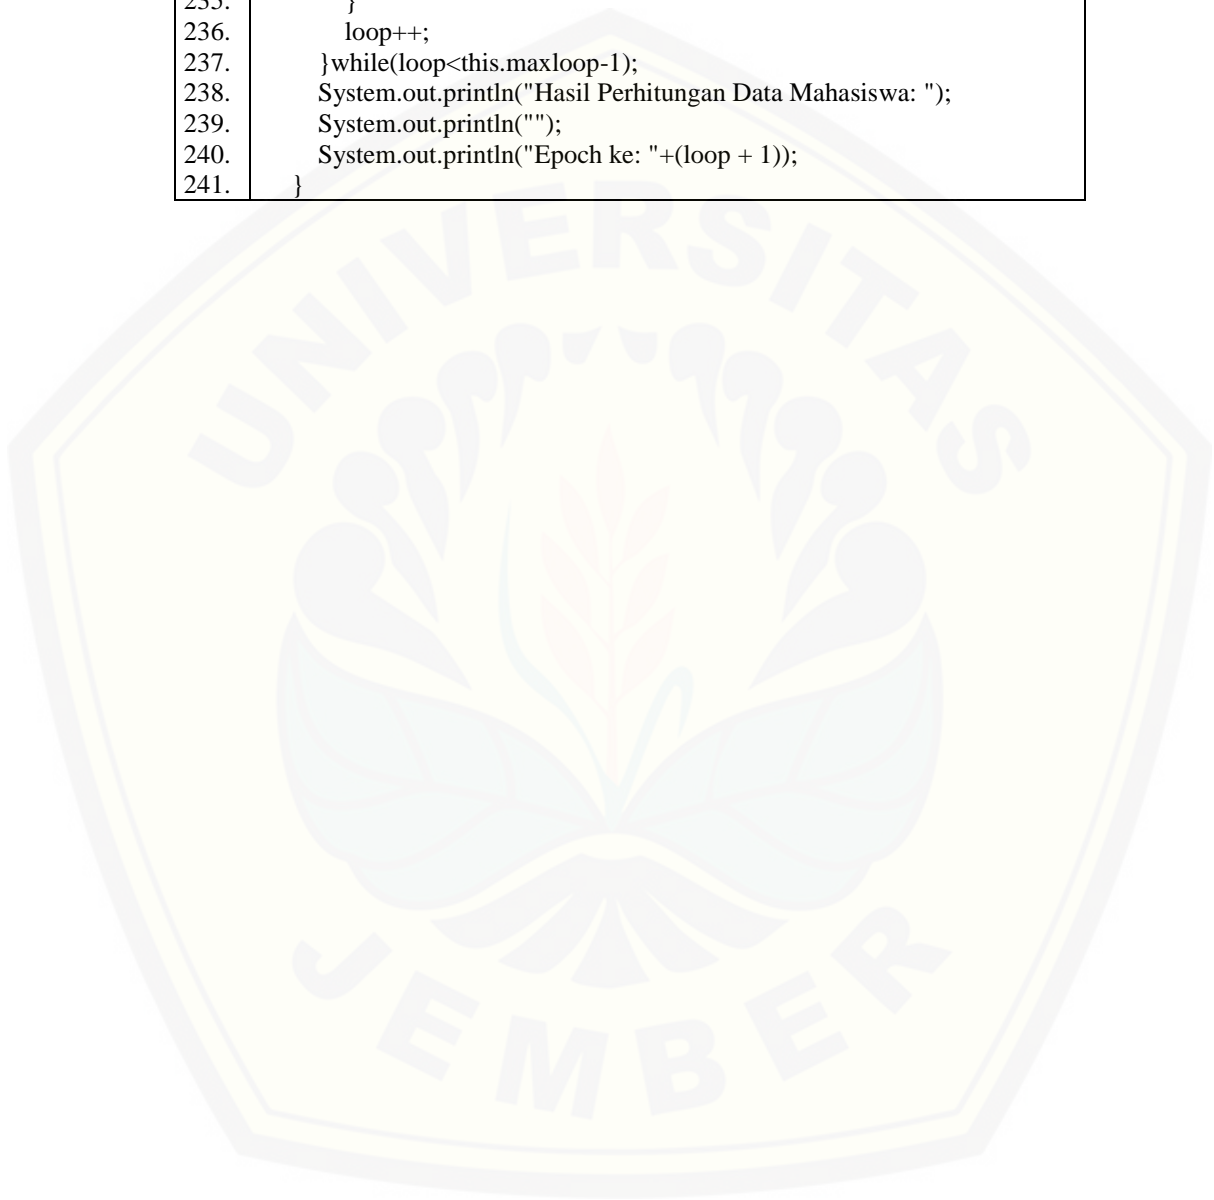 235. }
236. loop++;
237. }while(loop<this.maxloop-1);
238. System.out.println("Hasil Perhitungan Data Mahasiswa: ");
239. System.out.println("");
240. System.out.println("Epoch ke: "+(loop + 1));
241. }
UNIVERSITAS
JEMBER